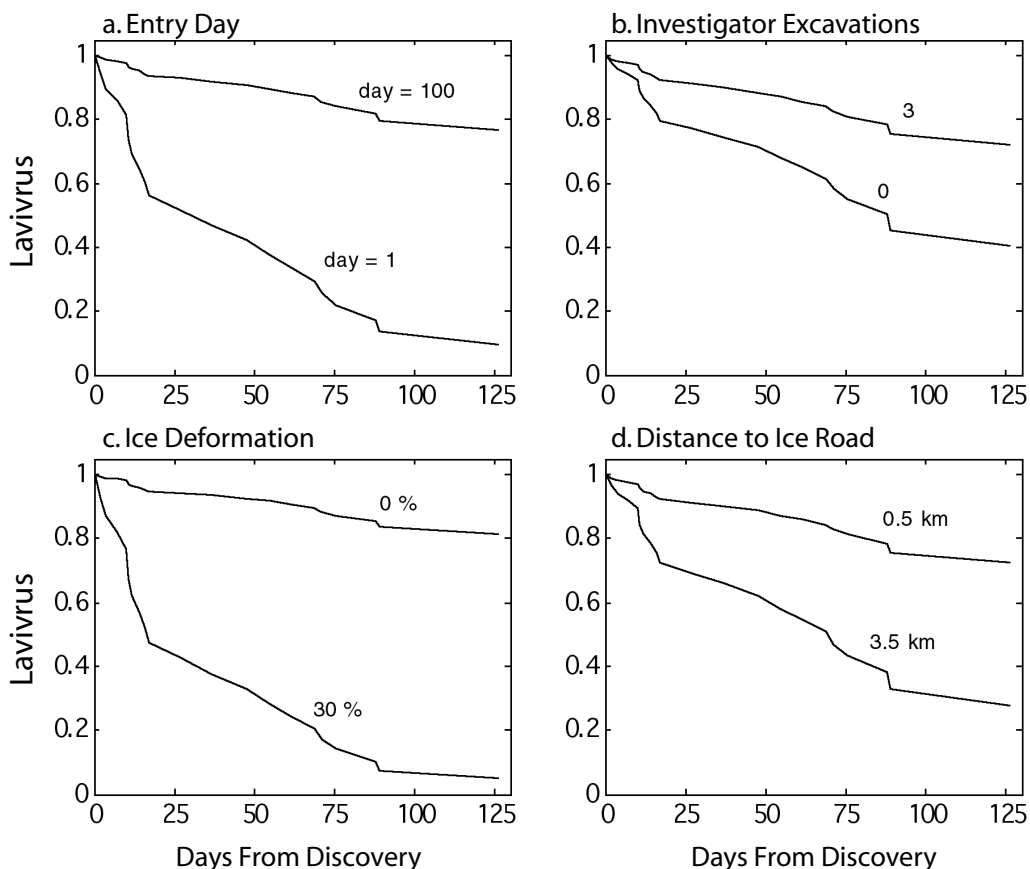 a. Entry Day
b. Investigator Excavations
1
0.8
0.6
0.4
0.2
0
Lavivrus
day = 100
day = 1
0 25 50 75 100 125
1
0.8
0.6
0.4
0.2
0
3
0
0 25 50 75 100 125
c. Ice Deformation
d. Distance to Ice Road
1
0.8
0.6
0.4
0.2
0
Lavivrus
0 %
30 %
0 25 50 75 100 125
Days From Discovery
1
0.8
0.6
0.4
0.2
0
0.5 km
3.5 km
0 25 50 75 100 125
Days From Discovery